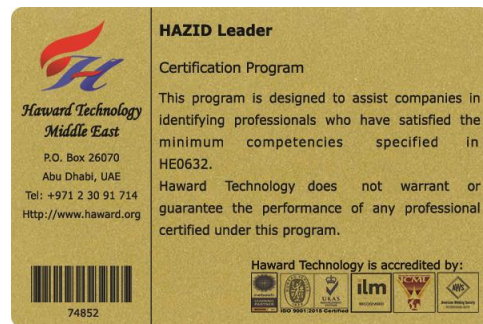 Haward Technology
Middle East
P.O. Box 26070
Abu Dhabi, UAE
Tel: +971 2 30 91 714
Http://www.haward.org
74852
HAZID Leader
Certification Program
This program is designed to assist companies in
identifying professionals who have satisfied the
minimum competencies specified in
HE0632.
Haward Technology does not warrant or
guarantee the performance of any professional
certified under this program.
Haward Technology is accredited by:
UKAS
ilm
PCMC
AWS
ISO 9001:2015 Certified